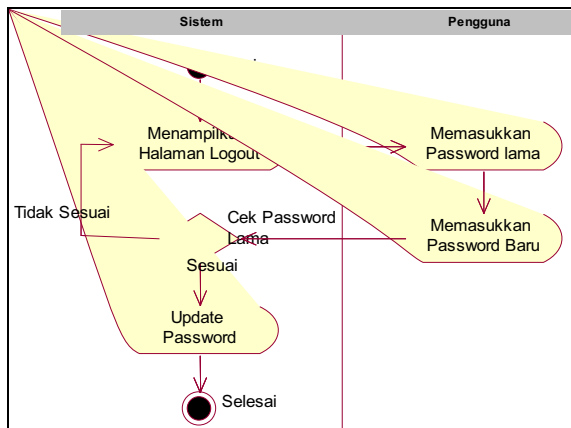 Sistem
Pengguna
Menampilka
Halaman Logout
Memasukkan
Password lama
Tidak Sesuai
Cek Password
Lama
Memasukkan
Password Baru
Sesuai
Update
Password
Selesai